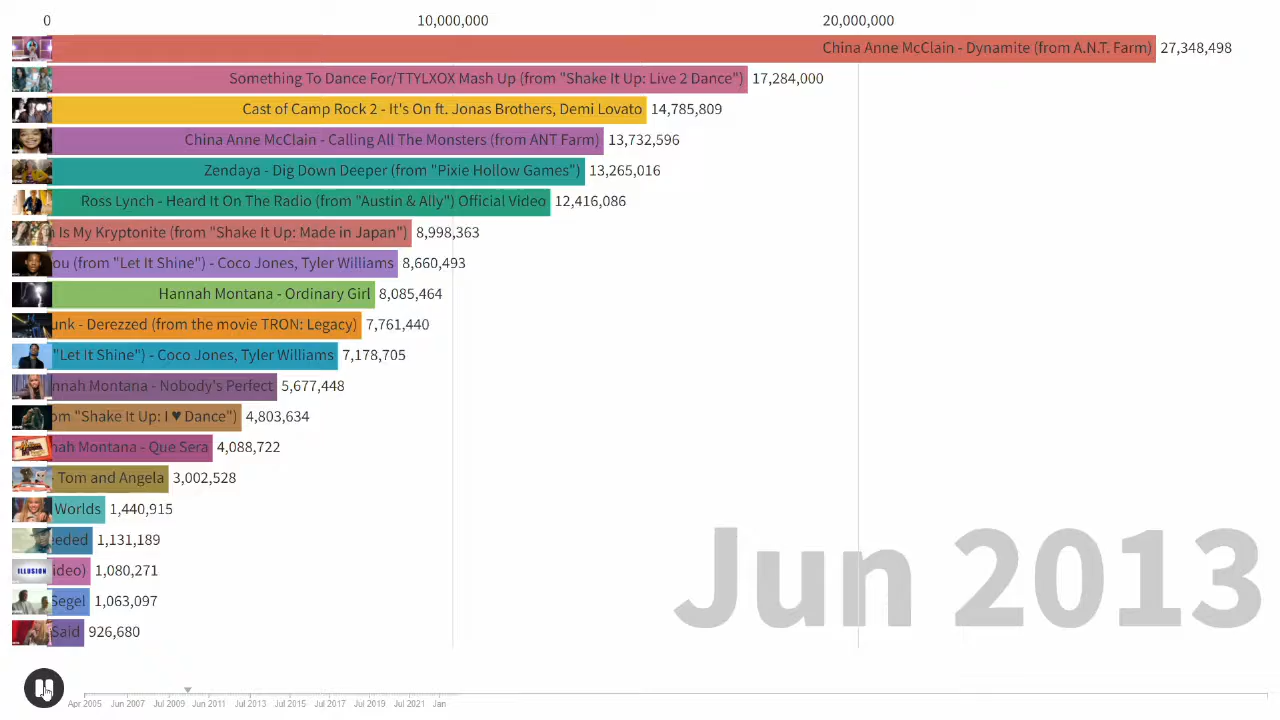 0 10,000,000 20,000,000
China Anne McClain - Dynamite (from A.N.T. Farm) 27,348,498
Something To Dance For/TTYLXOX Mash Up (from "Shake It Up: Live 2 Dance") 17,284,000
Cast of Camp Rock 2 - It's On ft. Jonas Brothers, Demi Lovato 14,785,809
China Anne McClain - Calling All The Monsters (from ANT Farm) 13,732,596
Zendaya - Dig Down Deeper (from "Pixie Hollow Games") 13,265,016
Ross Lynch - Heard It On The Radio (from "Austin & Ally") Official Video 12,416,086
Is My Kryptonite (from "Shake It Up: Made in Japan") 8,998,363
ou (from "Let It Shine") - Coco Jones, Tyler Williams 8,660,493
Hannah Montana - Ordinary Girl 8,085,464
unk - Derezzed (from the movie TRON: Legacy) 7,761,440
"Let It Shine") - Coco Jones, Tyler Williams 7,178,705
nnah Montana - Nobody's Perfect 5,677,448
om "Shake It Up: I ♥ Dance") 4,803,634
nah Montana - Que Sera 4,088,722
Tom and Angela 3,002,528
Worlds 1,440,915
eeded 1,131,189
ILLUSION ideo) 1,080,271
Segel 1,063,097
Said 926,680
Jun 2013
Apr 2005 Jun 2007 Jul 2009 Jun 2011 Jul 2013 Jul 2015 Jul 2017 Jul 2019 Jul 2021 Jan